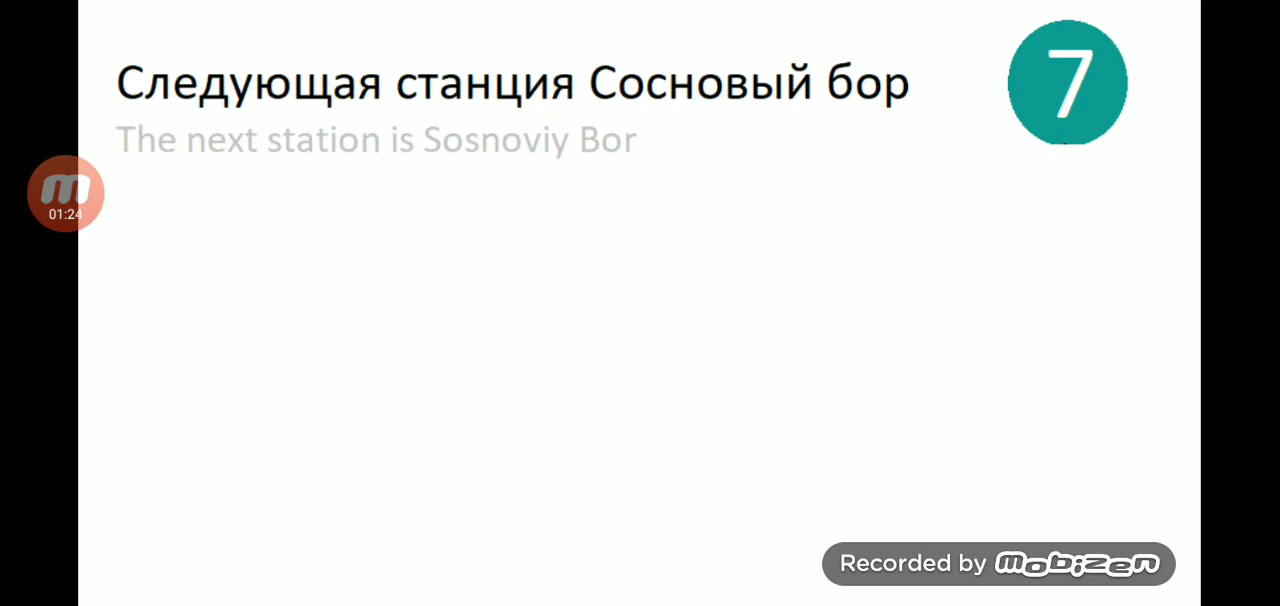 Следующая станция Сосновый бор
7
The next station is Sosnoviy Bor
m
01:24
Recorded by mobizen